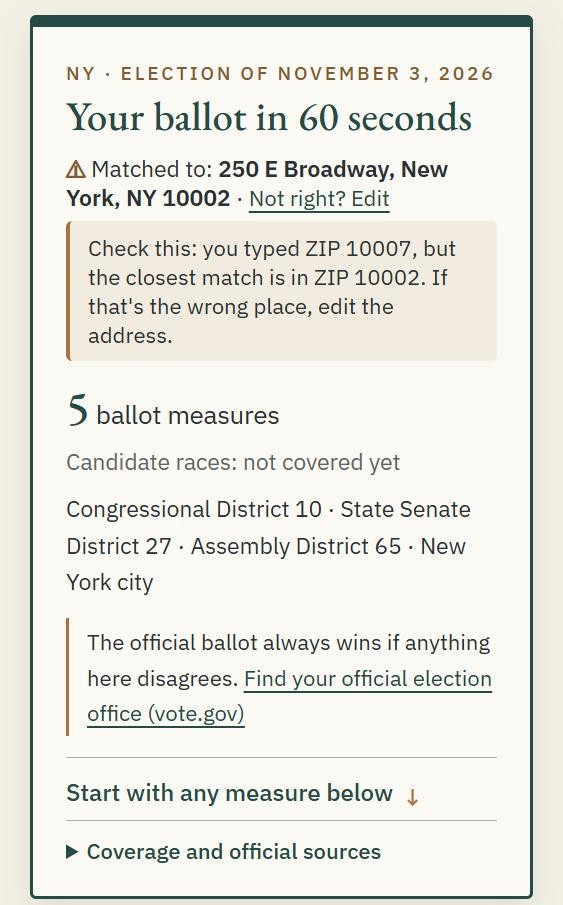 NY · ELECTION OF NOVEMBER 3, 2026
Your ballot in 60 seconds
⚠ Matched to: 250 E Broadway, New
York, NY 10002 · Not right? Edit
Check this: you typed ZIP 10007, but
the closest match is in ZIP 10002. If
that's the wrong place, edit the
address.
5 ballot measures
Candidate races: not covered yet
Congressional District 10 · State Senate
District 27 · Assembly District 65 · New
York city
The official ballot always wins if anything
here disagrees. Find your official election
office (vote.gov)
Start with any measure below ↓
▶ Coverage and official sources